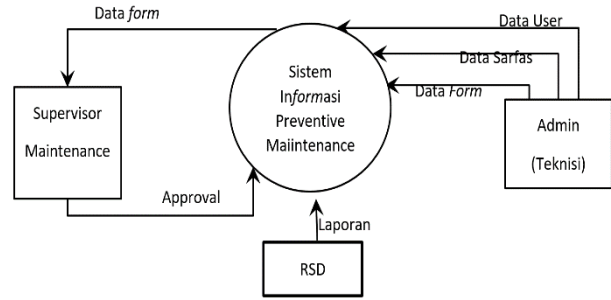 Data form
Data User
Data Sarfas
Data Form
Sistem
Informasi
Preventive
Maiintenance
Supervisor
Maintenance
Admin
(Teknisi)
Approval
Laporan
RSD